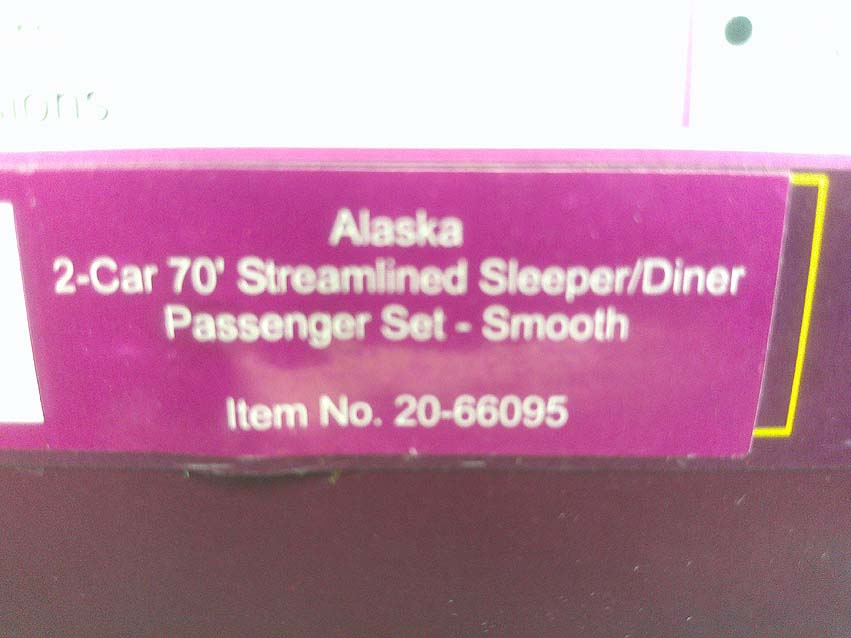 Alaska
2-Car 70' Streamlined Sleeper/Diner
Passenger Set - Smooth
Item No. 20-66095